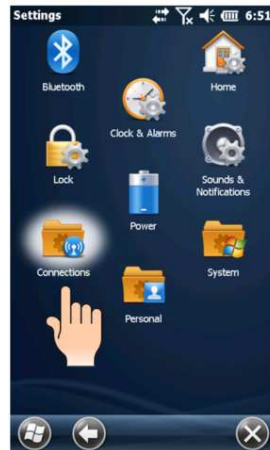 Settings 6:51
Bluetooth
Home
Clock & Alarms
Lock
Sounds &
Notifications
Power
Connections
System
Personal